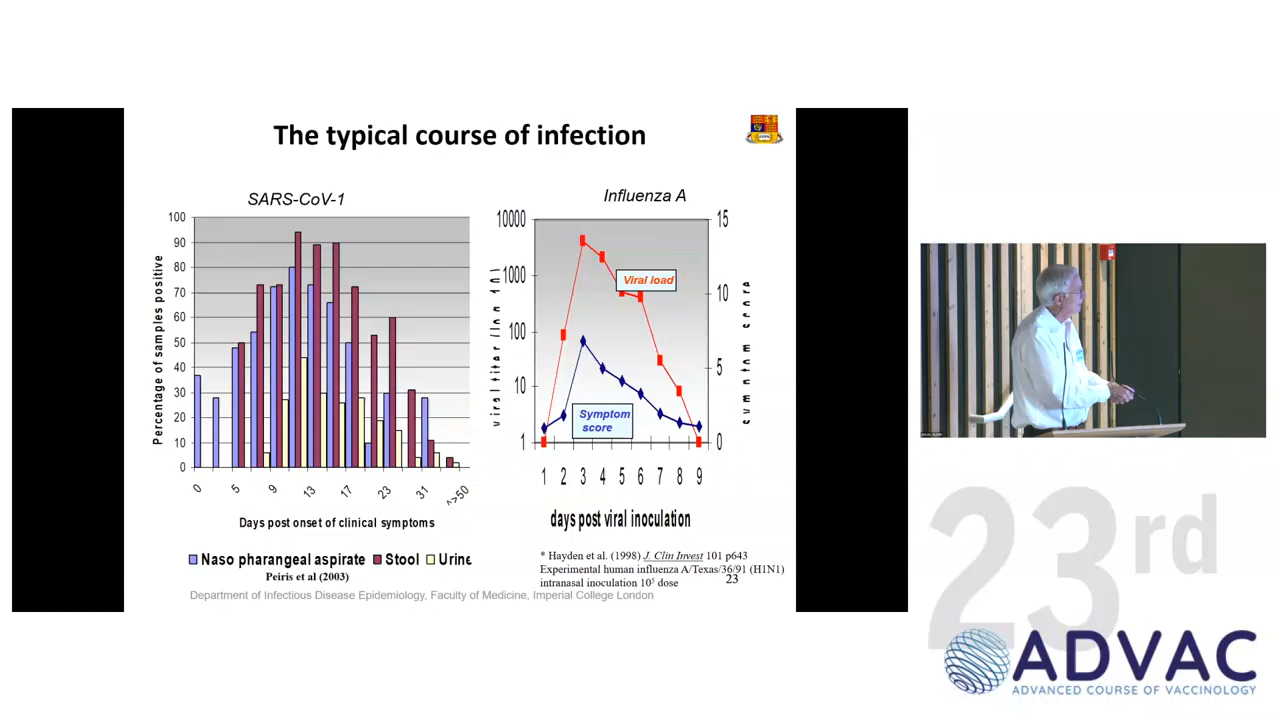 The typical course of infection
SARS-CoV-1
100
90
80
70
60
50
40
30
20
10
0
Percentage of samples positive
0
5
9
13
17
23
31
^>50
Days post onset of clinical symptoms
Naso pharangeal aspirate
Stool
Urine
Peiris et al (2003)
Influenza A
10000
1000
100
10
1
viral titer (log 10)
15
10
5
0
symptom score
Viral load
Symptom
score
1 2 3 4 5 6 7 8 9
days post viral inoculation
* Hayden et al. (1998) J. Clin Invest 101 p643
Experimental human influenza A/Texas/36/91 (H1N1)
intranasal inoculation 10⁵ dose
23
Department of Infectious Disease Epidemiology, Faculty of Medicine, Imperial College London
23rd
ADVAC
ADVANCED COURSE OF VACCINOLOGY